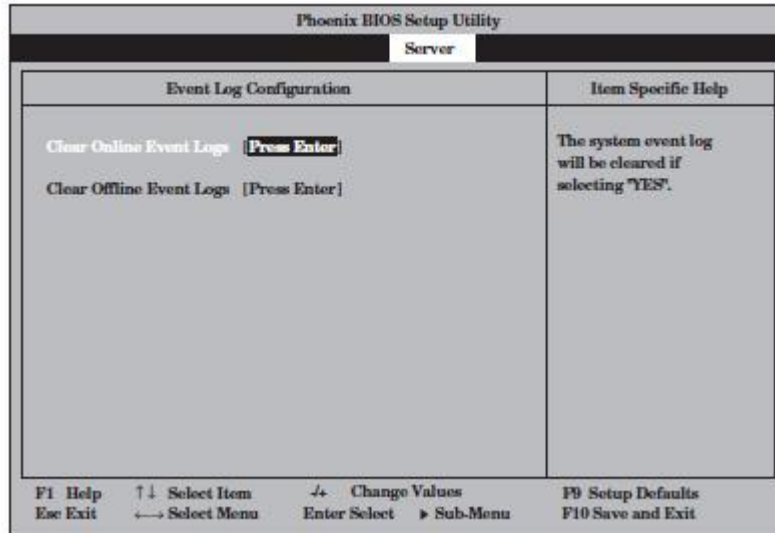 Phoenix BIOS Setup Utility
Server
Event Log Configuration
Item Specific Help
Clear Online Event Logs [Press Enter]
Clear Offline Event Logs [Press Enter]
The system event log
will be cleared if
selecting "YES".
F1 Help ↑↓ Select Item -/+ Change Values F9 Setup Defaults
Esc Exit ←→ Select Menu Enter Select ▶ Sub-Menu F10 Save and Exit